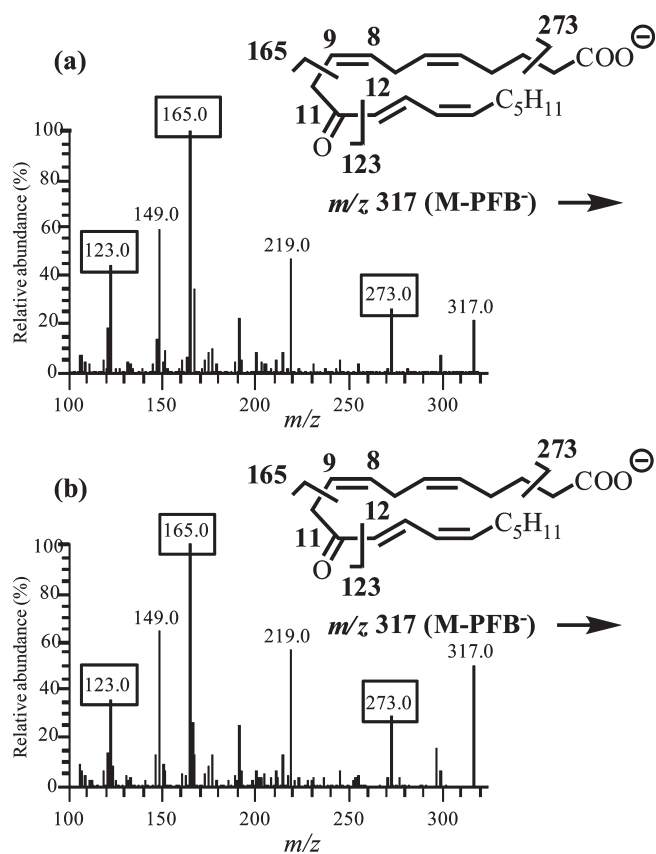 (a)
273
9 8
165
COO⊖
12
C5H11
11
O
123
m/z 317 (M-PFB-)
Relative abundance (%)
100
80
60
40
20
0
165.0
149.0
123.0
219.0
273.0
317.0
100 150 200 250 300
m/z
(b)
273
9 8
165
COO⊖
12
C5H11
11
O
123
m/z 317 (M-PFB-)
Relative abundance (%)
100
80
60
40
20
0
165.0
149.0
123.0
219.0
273.0
317.0
100 150 200 250 300
m/z